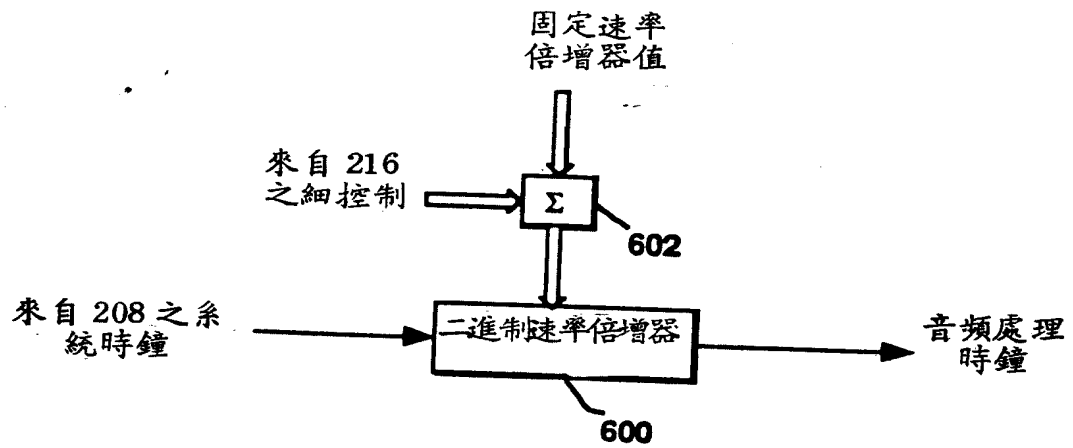 固定速率
倍增器值
來自 216
之細控制
Σ
602
來自 208 之系
統時鐘
二進制速率倍增器
音頻處理
時鐘
600